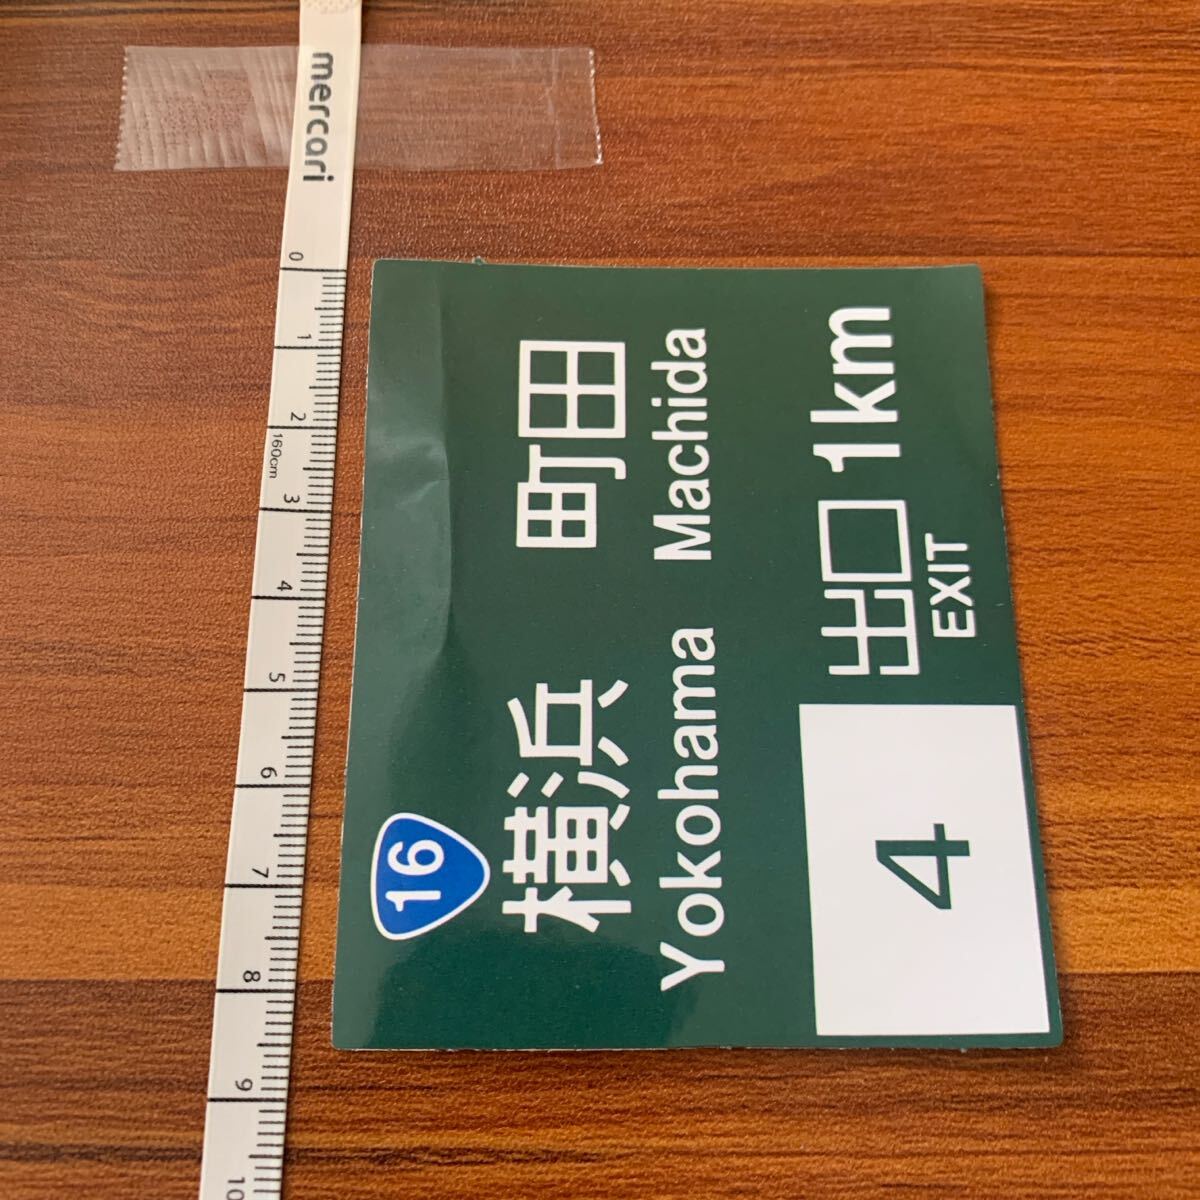 mercari
0
1
2
160cm
3
4
5
6
7
8
9
10
16
横浜 町田
Yokohama Machida
4
出口 1km
EXIT